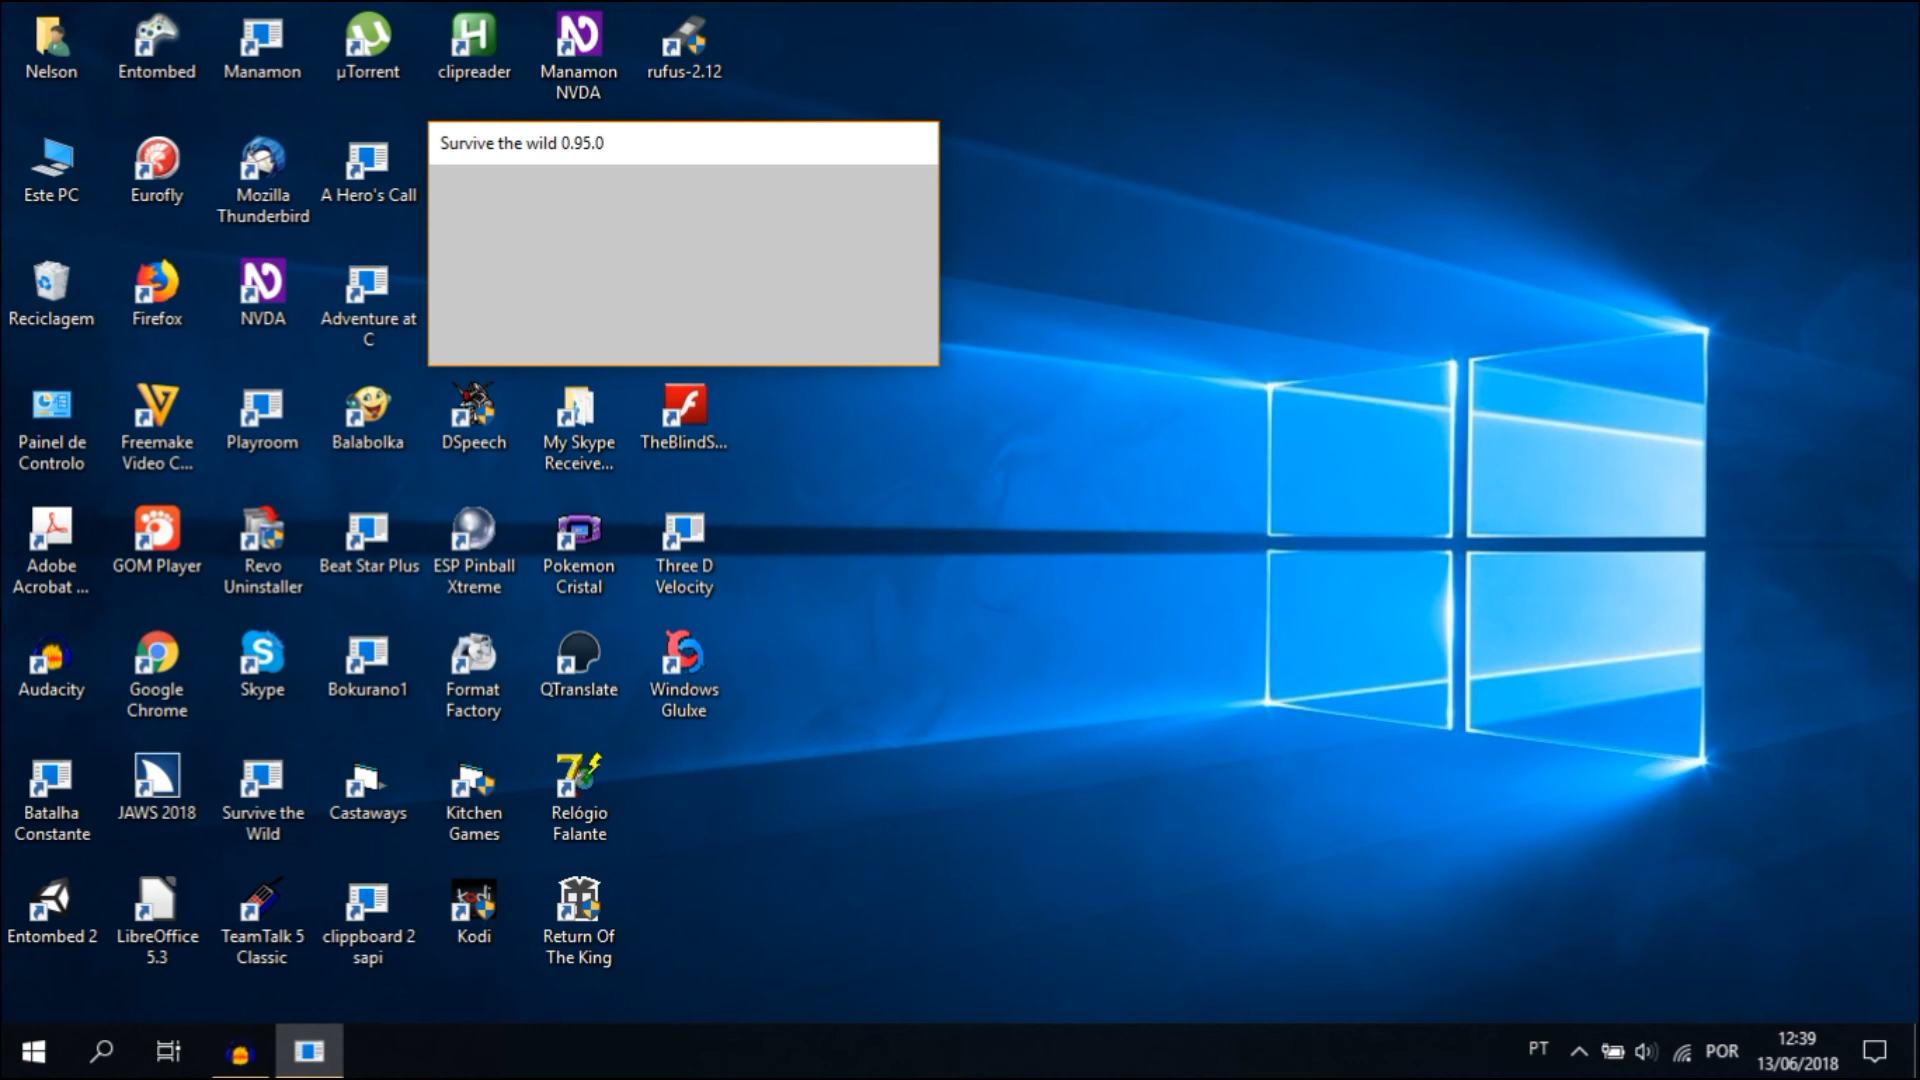 Nelson
Entombed
Manamon
µTorrent
clipreader
Manamon
NVDA
rufus-2.12
Survive the wild 0.95.0
Este PC
Eurofly
Mozilla
Thunderbird
A Hero's Call
Reciclagem
Firefox
NVDA
Adventure at
C
Painel de
Controlo
Freemake
Video C...
Playroom
Balabolka
DSpeech
My Skype
Receive...
TheBlindS...
Adobe
Acrobat ...
GOM Player
Revo
Uninstaller
Beat Star Plus
ESP Pinball
Xtreme
Pokemon
Cristal
Three D
Velocity
Audacity
Google
Chrome
Skype
Bokurano1
Format
Factory
QTranslate
Windows
Glulxe
Batalha
Constante
JAWS 2018
Survive the
Wild
Castaways
Kitchen
Games
Relógio
Falante
Entombed 2
LibreOffice
5.3
TeamTalk 5
Classic
clippboard 2
sapi
kodi
Kodi
Return Of
The King
PT
POR
12:39
13/06/2018